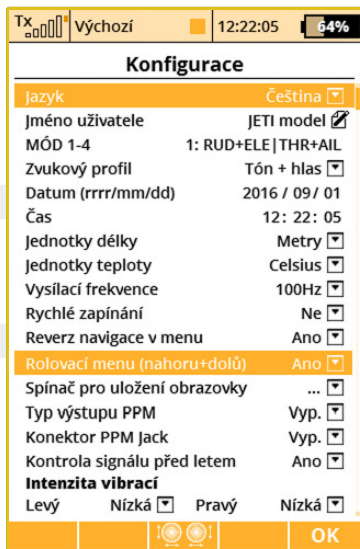 Tx Výchozí 12:22:05 64%
Konfigurace
Jazyk Čeština
Jméno uživatele JETI model
MÓD 1-4 1: RUD+ELE|THR+AIL
Zvukový profil Tón + hlas
Datum (rrrr/mm/dd) 2016 / 09/ 01
Čas 12: 22: 05
Jednotky délky Metry
Jednotky teploty Celsius
Vysílací frekvence 100Hz
Rychlé zapínání Ne
Reverz navigace v menu Ano
Rolovací menu (nahoru+dolů) Ano
Spínač pro uložení obrazovky ...
Typ výstupu PPM Vyp.
Konektor PPM Jack Vyp.
Kontrola signálu před letem Ano
Intenzita vibrací
Levý Nízká Pravý Nízká
OK